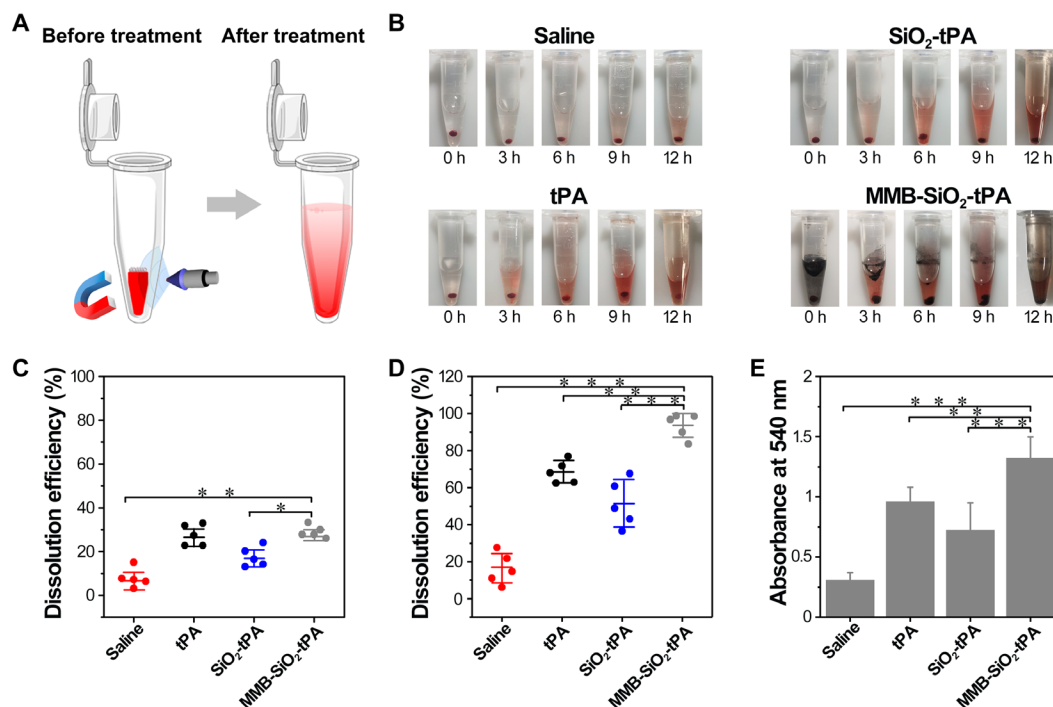 A
Before treatment
After treatment
B
Saline
0 h 3 h 6 h 9 h 12 h
SiO₂-tPA
0 h 3 h 6 h 9 h 12 h
tPA
0 h 3 h 6 h 9 h 12 h
MMB-SiO₂-tPA
0 h 3 h 6 h 9 h 12 h
C
Dissolution efficiency (%)
100
80
60
40
20
0
* *
*
Saline
tPA
SiO₂-tPA
MMB-SiO₂-tPA
D
Dissolution efficiency (%)
120
100
80
60
40
20
0
* * *
* *
* * *
Saline
tPA
SiO₂-tPA
MMB-SiO₂-tPA
E
Absorbance at 540 nm
2
1.5
1
0.5
0
* * *
* *
* * *
Saline
tPA
SiO₂-tPA
MMB-SiO₂-tPA